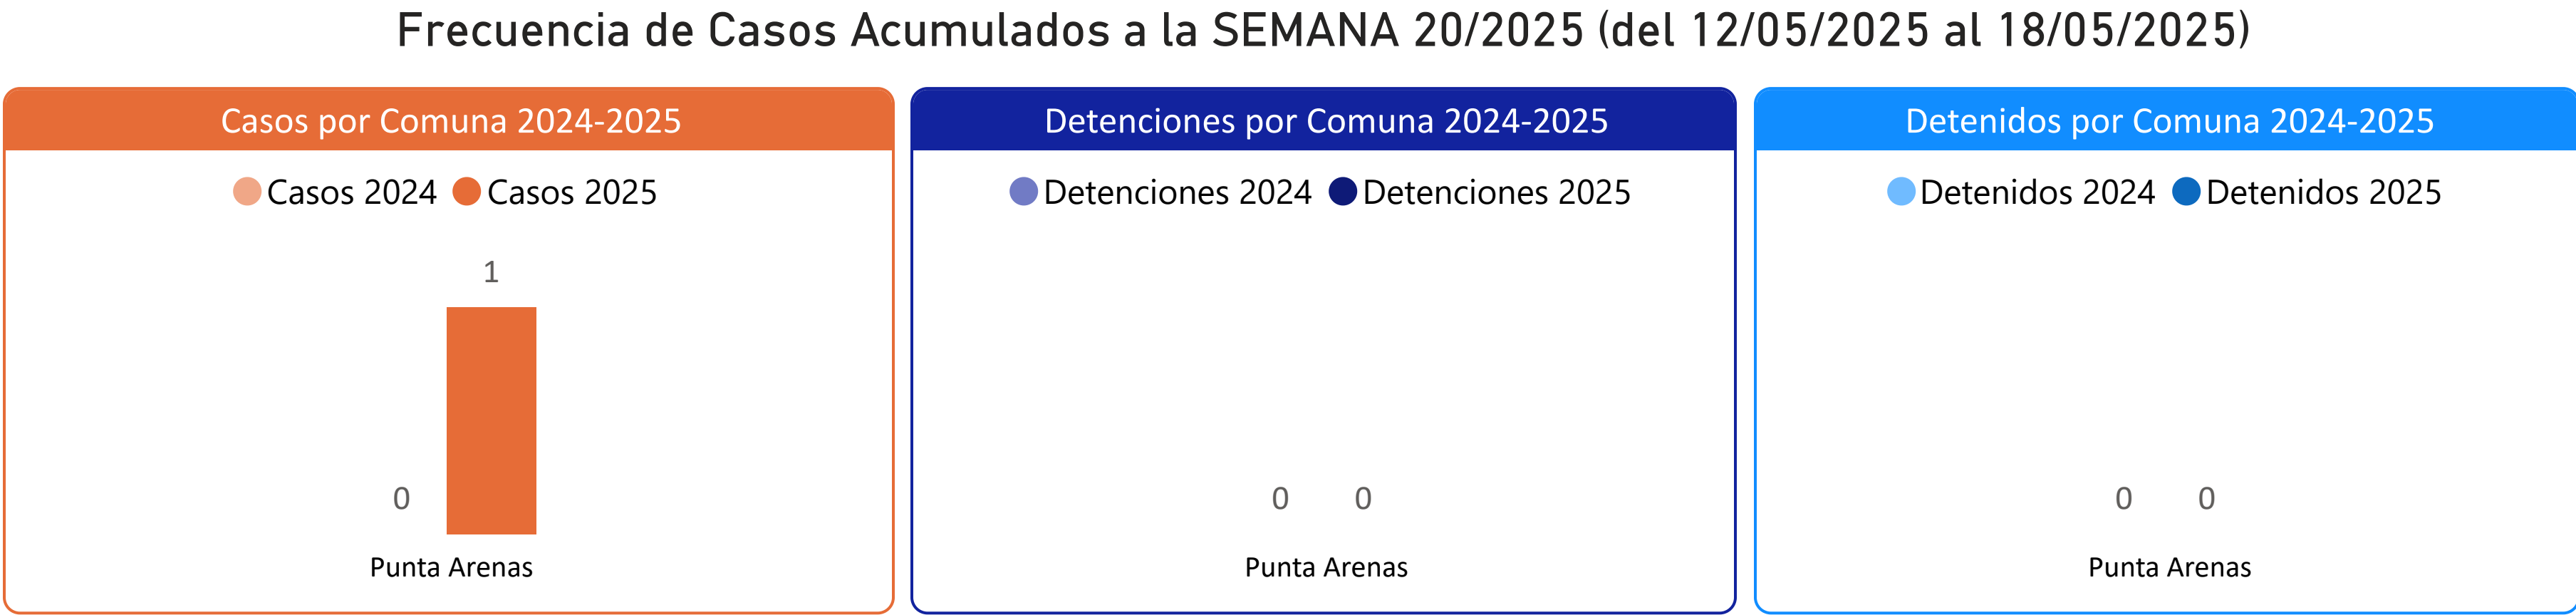 Frecuencia de Casos Acumulados a la SEMANA 20/2025 (del 12/05/2025 al 18/05/2025)
Casos por Comuna 2024-2025
Casos 2024 Casos 2025
1
0
Punta Arenas
Detenciones por Comuna 2024-2025
Detenciones 2024 Detenciones 2025
0 0
Punta Arenas
Detenidos por Comuna 2024-2025
Detenidos 2024 Detenidos 2025
0 0
Punta Arenas